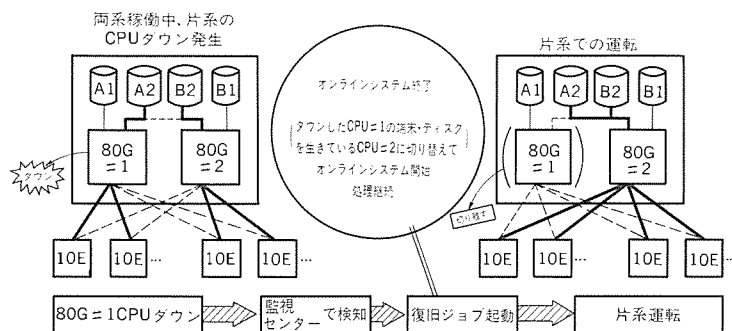 両系稼働中、片系の
CPUダウン発生
A1 A2 B2 B1
80G
=1
80G
=2
ダウン
10E 10E … 10E 10E …
オンラインシステム終了
ダウンしたCPU=1の端末・ディスク
を生きているCPU=2に切り替えて
オンラインシステム開始
処理継続
片系での運転
A1 A2 B2 B1
80G
=1
80G
=2
切り離す
10E 10E … 10E 10E …
80G=1CPUダウン
監視
センター
で検知
復旧ジョブ起動
片系運転